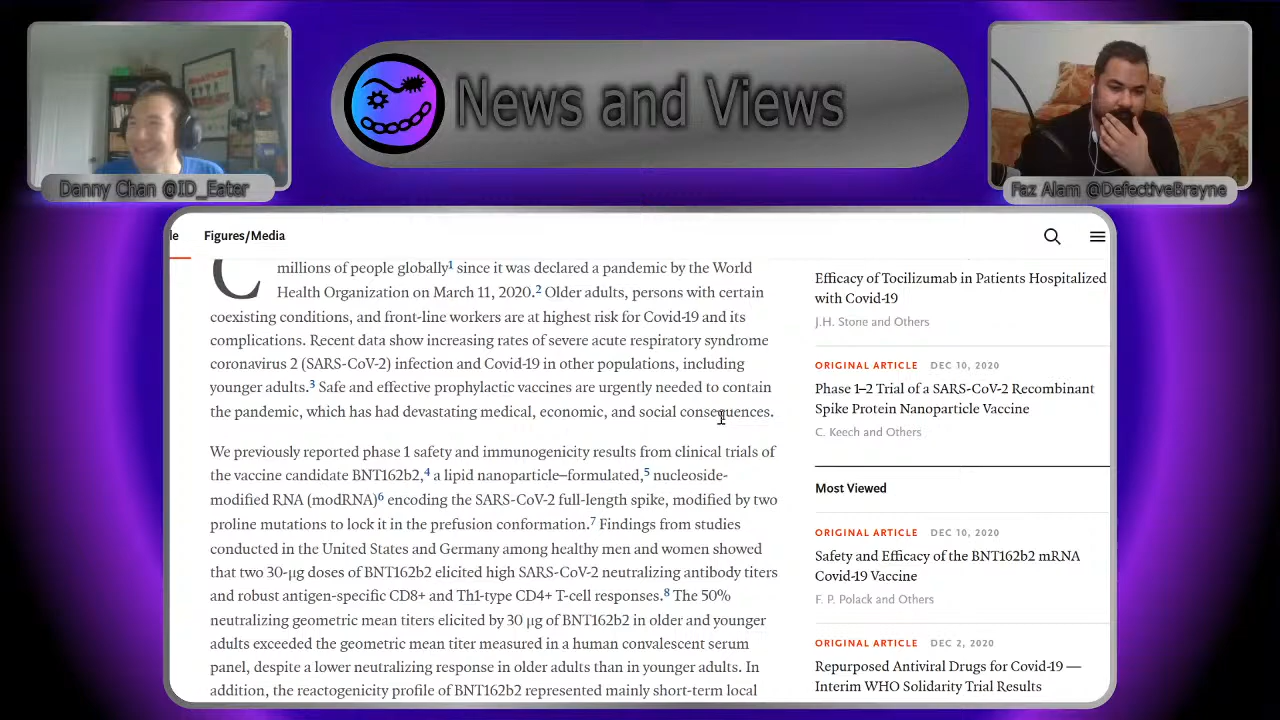 News and Views
Danny Chan @ID_Eater
Faz Alam @DefectiveBrayne
le
Figures/Media
C
millions of people globally1 since it was declared a pandemic by the World
Health Organization on March 11, 2020.2 Older adults, persons with certain
coexisting conditions, and front-line workers are at highest risk for Covid-19 and its
complications. Recent data show increasing rates of severe acute respiratory syndrome
coronavirus 2 (SARS-CoV-2) infection and Covid-19 in other populations, including
younger adults.3 Safe and effective prophylactic vaccines are urgently needed to contain
the pandemic, which has had devastating medical, economic, and social consequences.
We previously reported phase 1 safety and immunogenicity results from clinical trials of
the vaccine candidate BNT162b2,4 a lipid nanoparticle–formulated,5 nucleoside-
modified RNA (modRNA)6 encoding the SARS-CoV-2 full-length spike, modified by two
proline mutations to lock it in the prefusion conformation.7 Findings from studies
conducted in the United States and Germany among healthy men and women showed
that two 30-μg doses of BNT162b2 elicited high SARS-CoV-2 neutralizing antibody titers
and robust antigen-specific CD8+ and Th1-type CD4+ T-cell responses.8 The 50%
neutralizing geometric mean titers elicited by 30 μg of BNT162b2 in older and younger
adults exceeded the geometric mean titer measured in a human convalescent serum
panel, despite a lower neutralizing response in older adults than in younger adults. In
addition, the reactogenicity profile of BNT162b2 represented mainly short-term local
Efficacy of Tocilizumab in Patients Hospitalized
with Covid-19
J.H. Stone and Others
ORIGINAL ARTICLE DEC 10, 2020
Phase 1–2 Trial of a SARS-CoV-2 Recombinant
Spike Protein Nanoparticle Vaccine
C. Keech and Others
Most Viewed
ORIGINAL ARTICLE DEC 10, 2020
Safety and Efficacy of the BNT162b2 mRNA
Covid-19 Vaccine
F. P. Polack and Others
ORIGINAL ARTICLE DEC 2, 2020
Repurposed Antiviral Drugs for Covid-19 —
Interim WHO Solidarity Trial Results